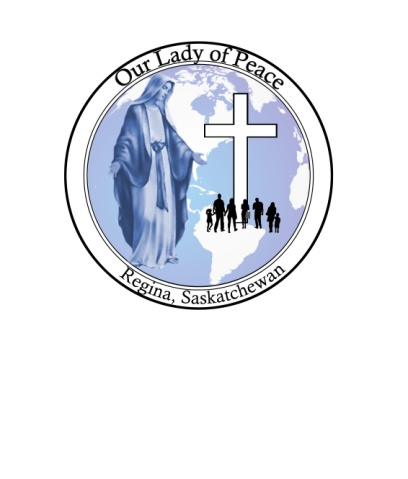 Our Lady of Peace
Regina, Saskatchewan